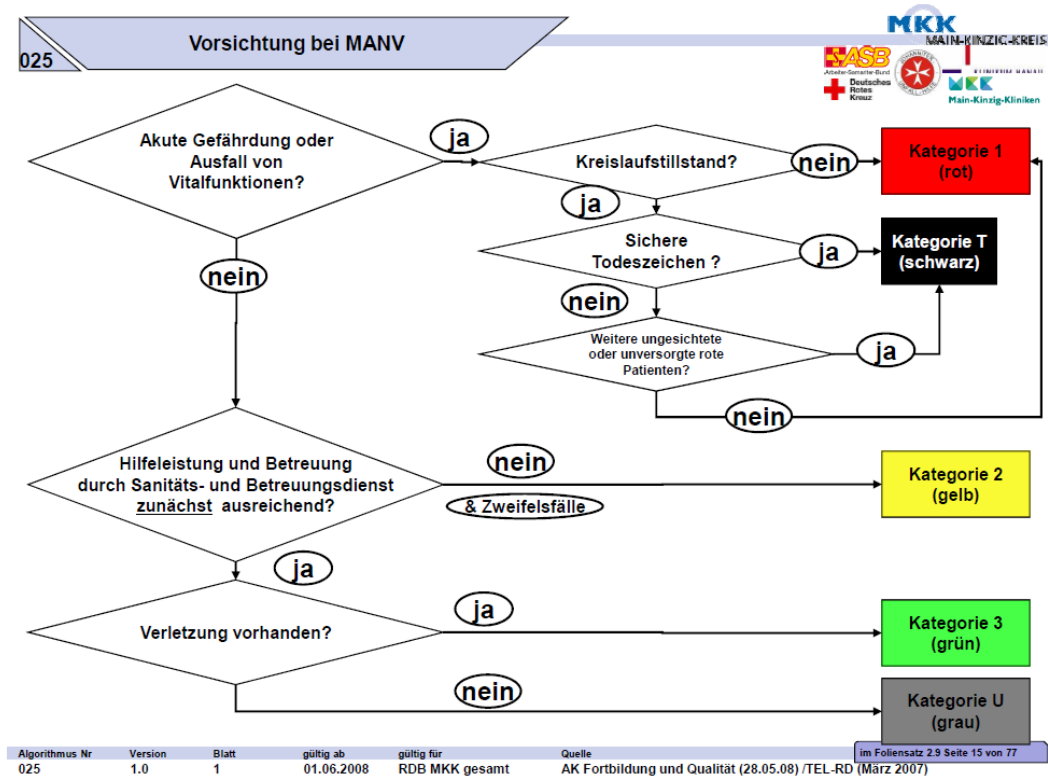 025
Vorsichtung bei MANV
MKK
MAIN-KINZIG-KREIS
ASB
Arbeiter-Samariter-Bund
Deutsches
Rotes
Kreuz
KLINIKUM HANAU
MKK
Main-Kinzig-Kliniken
Akute Gefährdung oder
Ausfall von
Vitalfunktionen?
ja
Kreislaufstillstand?
nein
Kategorie 1
(rot)
ja
Sichere
Todeszeichen ?
ja
Kategorie T
(schwarz)
nein
nein
Weitere ungesichtete
oder unversorgte rote
Patienten?
ja
nein
Hilfeleistung und Betreuung
durch Sanitäts- und Betreuungsdienst
zunächst ausreichend?
nein
& Zweifelsfälle
Kategorie 2
(gelb)
ja
Verletzung vorhanden?
ja
Kategorie 3
(grün)
nein
Kategorie U
(grau)
im Foliensatz 2.9 Seite 15 von 77
Algorithmus Nr Version Blatt gültig ab gültig für Quelle
025 1.0 1 01.06.2008 RDB MKK gesamt AK Fortbildung und Qualität (28.05.08) /TEL-RD (März 2007)